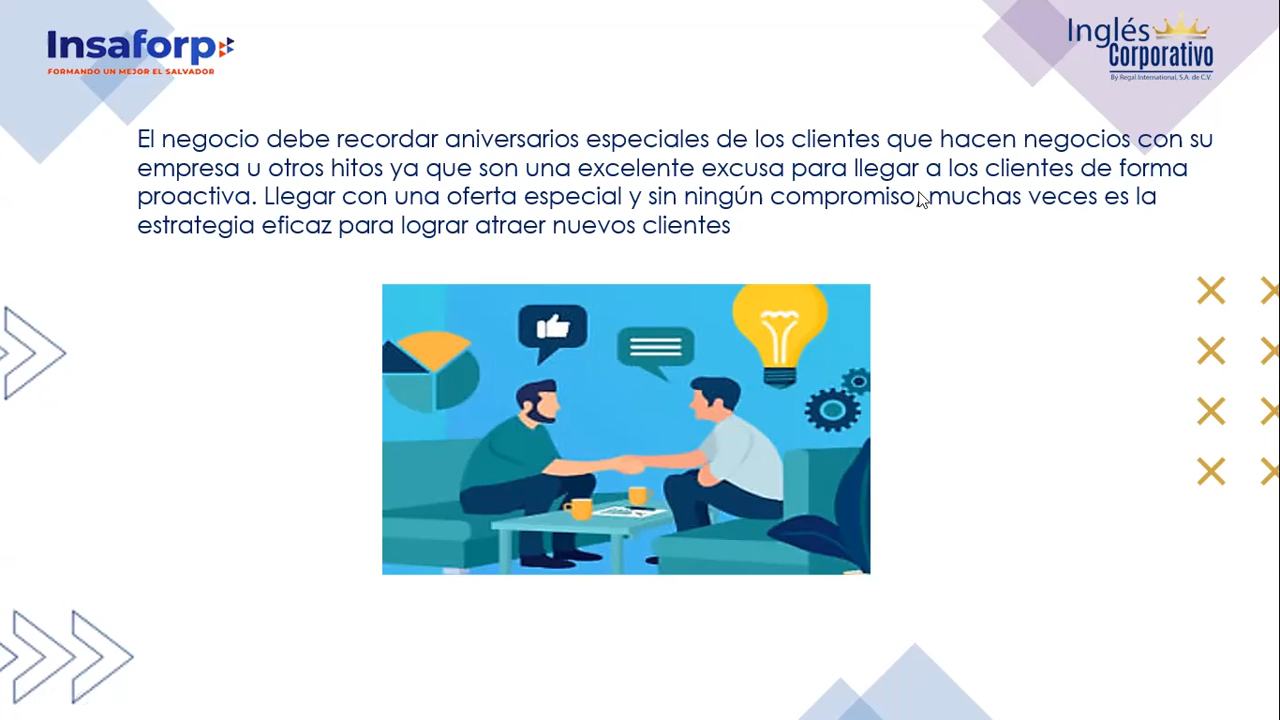 Insaforp
FORMANDO UN MEJOR EL SALVADOR
Inglés
Corporativo
By Regal International, S.A. de C.V.
El negocio debe recordar aniversarios especiales de los clientes que hacen negocios con su
empresa u otros hitos ya que son una excelente excusa para llegar a los clientes de forma
proactiva. Llegar con una oferta especial y sin ningún compromiso, muchas veces es la
estrategia eficaz para lograr atraer nuevos clientes